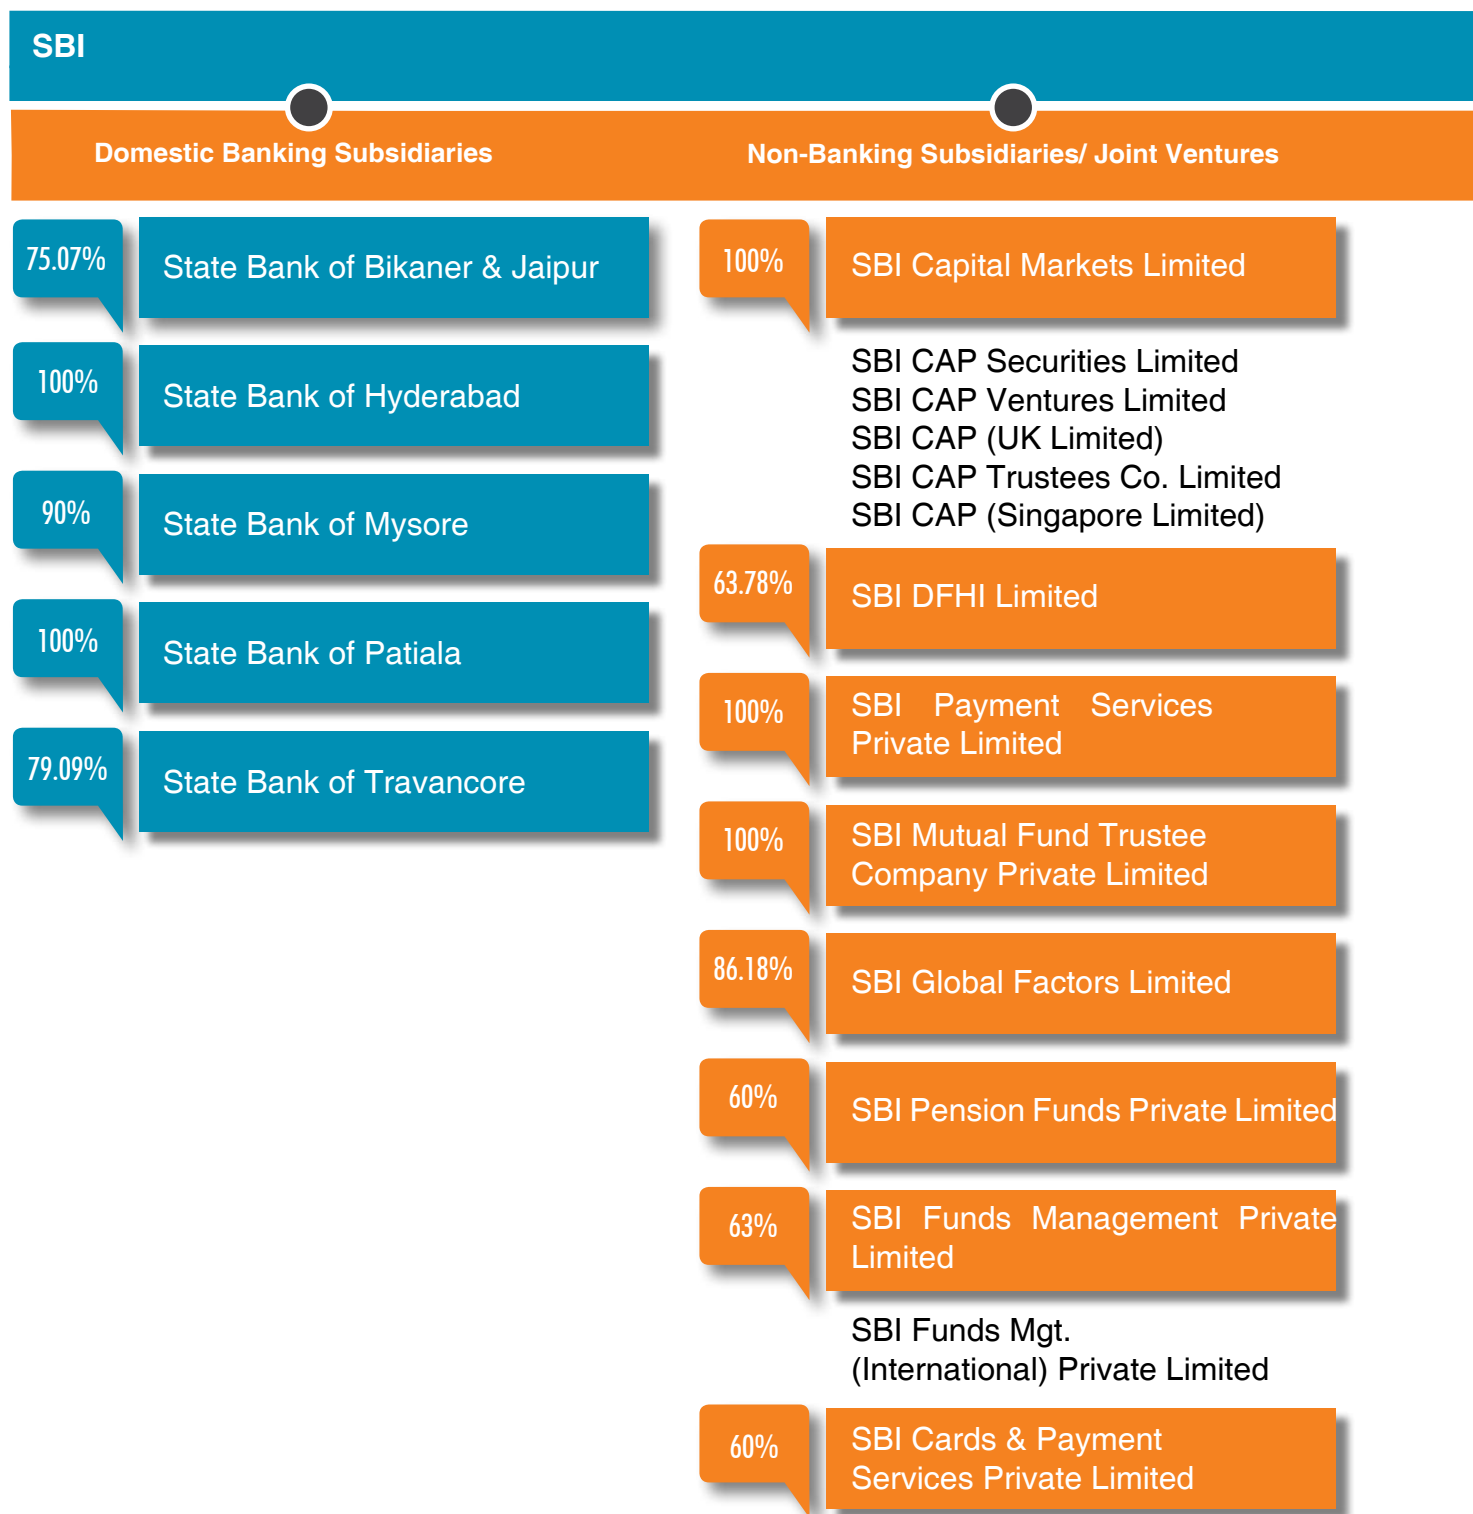 SBI
Domestic Banking Subsidiaries
75.07%
State Bank of Bikaner & Jaipur
100%
State Bank of Hyderabad
90%
State Bank of Mysore
100%
State Bank of Patiala
79.09%
State Bank of Travancore
Non-Banking Subsidiaries/ Joint Ventures
100%
SBI Capital Markets Limited
SBI CAP Securities Limited
SBI CAP Ventures Limited
SBI CAP (UK Limited)
SBI CAP Trustees Co. Limited
SBI CAP (Singapore Limited)
63.78%
SBI DFHI Limited
100%
SBI Payment Services
Private Limited
100%
SBI Mutual Fund Trustee
Company Private Limited
86.18%
SBI Global Factors Limited
60%
SBI Pension Funds Private Limited
63%
SBI Funds Management Private
Limited
SBI Funds Mgt.
(International) Private Limited
60%
SBI Cards & Payment
Services Private Limited